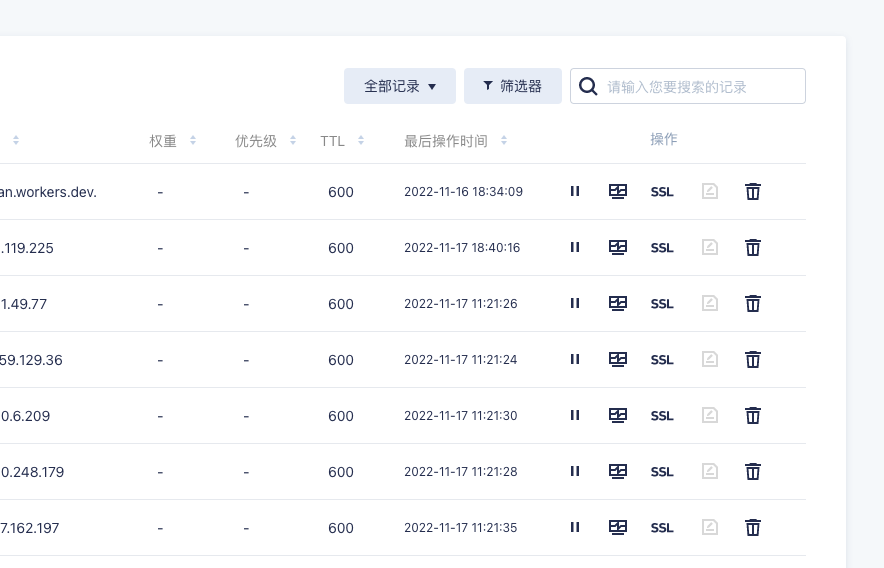 全部记录 筛选器 请输入您要搜索的记录
权重 优先级 TTL 最后操作时间 操作
an.workers.dev. - - 600 2022-11-16 18:34:09 SSL
.119.225 - - 600 2022-11-17 18:40:16 SSL
1.49.77 - - 600 2022-11-17 11:21:26 SSL
59.129.36 - - 600 2022-11-17 11:21:24 SSL
0.6.209 - - 600 2022-11-17 11:21:30 SSL
0.248.179 - - 600 2022-11-17 11:21:28 SSL
7.162.197 - - 600 2022-11-17 11:21:35 SSL